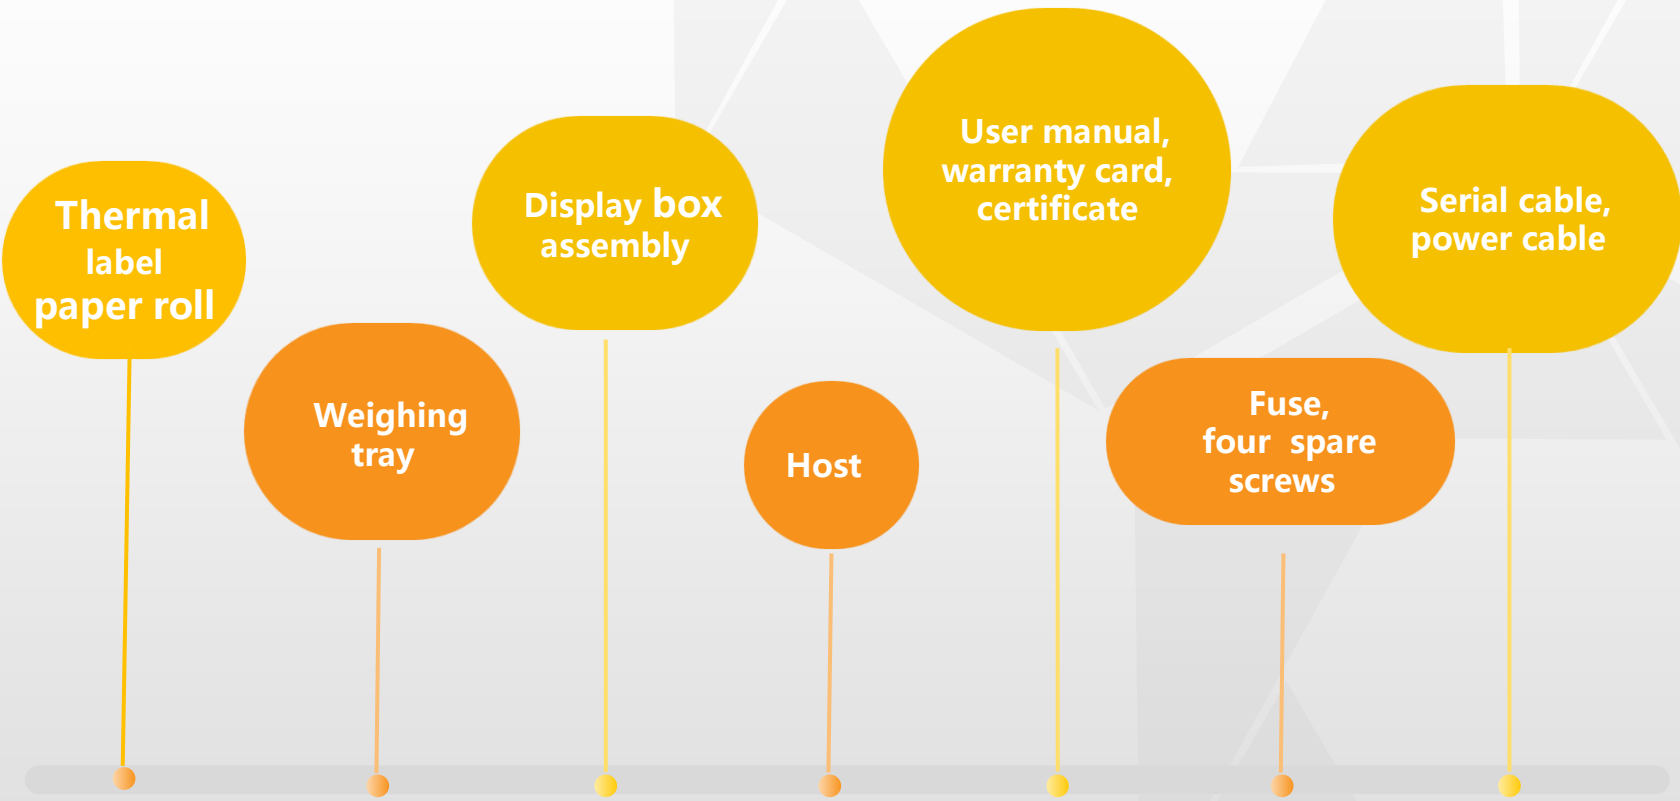 Thermal
label
paper roll
Weighing
tray
Display box
assembly
Host
User manual,
warranty card,
certificate
Fuse,
four spare
screws
Serial cable,
power cable